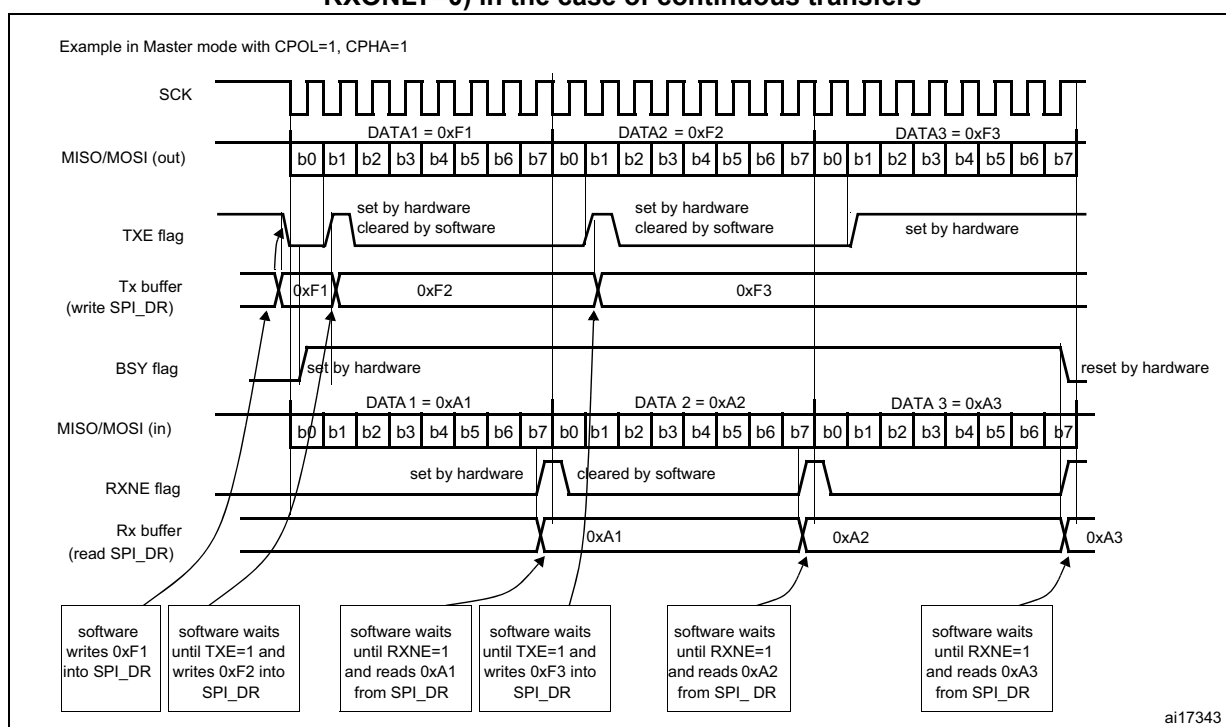 RXONLY=0) in the case of continuous transfers
Example in Master mode with CPOL=1, CPHA=1
SCK
DATA1 = 0xF1
DATA2 = 0xF2
DATA3 = 0xF3
MISO/MOSI (out)
b0 b1 b2 b3 b4 b5 b6 b7 b0 b1 b2 b3 b4 b5 b6 b7 b0 b1 b2 b3 b4 b5 b6 b7
set by hardware
cleared by software
set by hardware
cleared by software
set by hardware
TXE flag
Tx buffer
(write SPI_DR)
0xF1
0xF2
0xF3
BSY flag
set by hardware
reset by hardware
DATA 1 = 0xA1
DATA 2 = 0xA2
DATA 3 = 0xA3
MISO/MOSI (in)
b0 b1 b2 b3 b4 b5 b6 b7 b0 b1 b2 b3 b4 b5 b6 b7 b0 b1 b2 b3 b4 b5 b6 b7
set by hardware
cleared by software
RXNE flag
Rx buffer
(read SPI_DR)
0xA1
0xA2
0xA3
software
writes 0xF1
into SPI_DR
software waits
until TXE=1 and
writes 0xF2 into
SPI_DR
software waits
until RXNE=1
and reads 0xA1
from SPI_DR
software waits
until TXE=1 and
writes 0xF3 into
SPI_DR
software waits
until RXNE=1
and reads 0xA2
from SPI_ DR
software waits
until RXNE=1
and reads 0xA3
from SPI_DR
ai17343